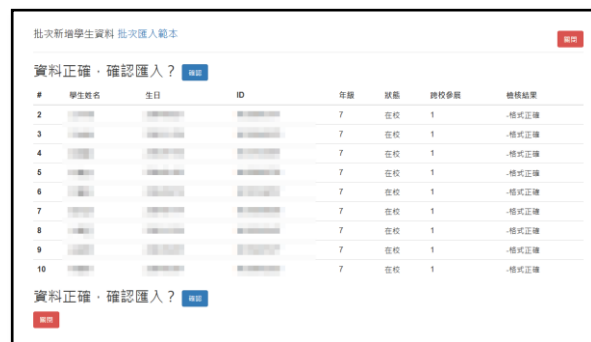 批次新增學生資料 批次匯入範本
關閉
資料正確，確認匯入？ 確認
# 學生姓名 生日 ID 年級 狀態 跨校參展 檢核結果
2 7 在校 1 -格式正確
3 7 在校 1 -格式正確
4 7 在校 1 -格式正確
5 7 在校 1 -格式正確
6 7 在校 1 -格式正確
7 7 在校 1 -格式正確
8 7 在校 1 -格式正確
9 7 在校 1 -格式正確
10 7 在校 1 -格式正確
資料正確，確認匯入？ 確認
關閉